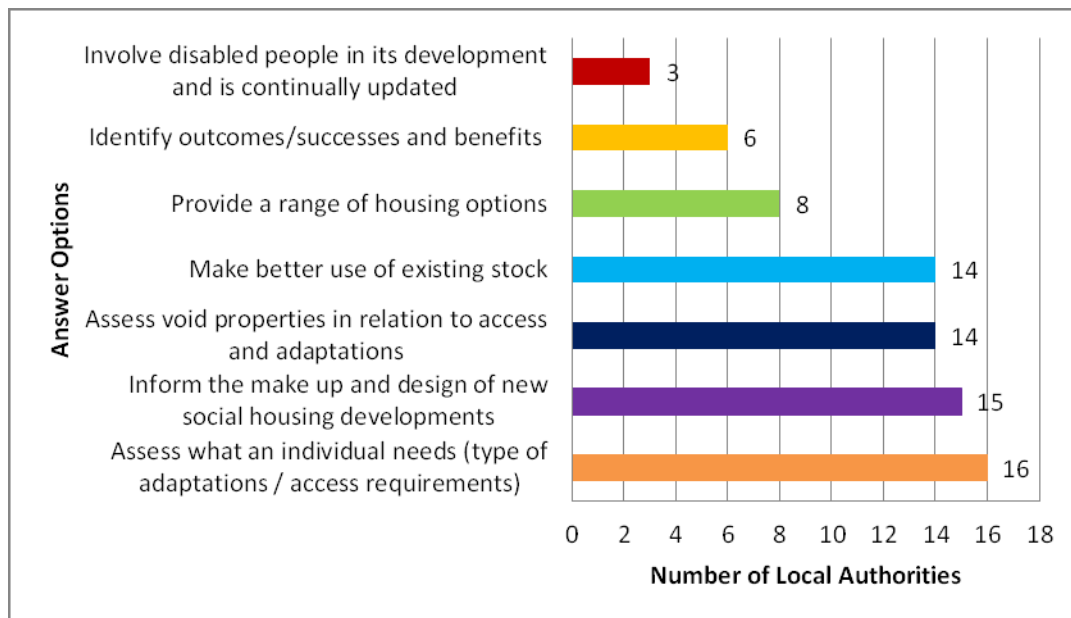 Involve disabled people in its development
and is continually updated
3
Identify outcomes/successes and benefits
6
Provide a range of housing options
8
Make better use of existing stock
14
Assess void properties in relation to access
and adaptations
14
Inform the make up and design of new
social housing developments
15
Assess what an individual needs (type of
adaptations / access requirements)
16
Answer Options
0 2 4 6 8 10 12 14 16 18
Number of Local Authorities